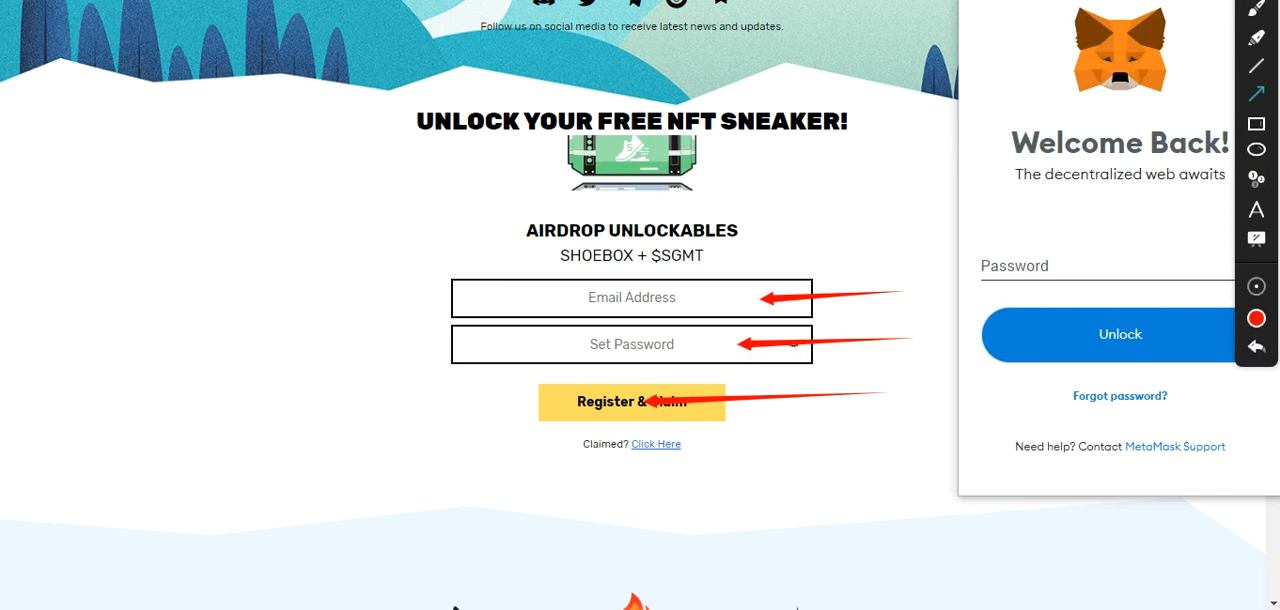 Follow us on social media to receive latest news and updates.
UNLOCK YOUR FREE NFT SNEAKER!
S
AIRDROP UNLOCKABLES
SHOEBOX + $SGMT
Email Address
Set Password
Register & Claim
Claimed? Click Here
Welcome Back!
The decentralized web awaits
Password
Unlock
Forgot password?
Need help? Contact MetaMask Support
A